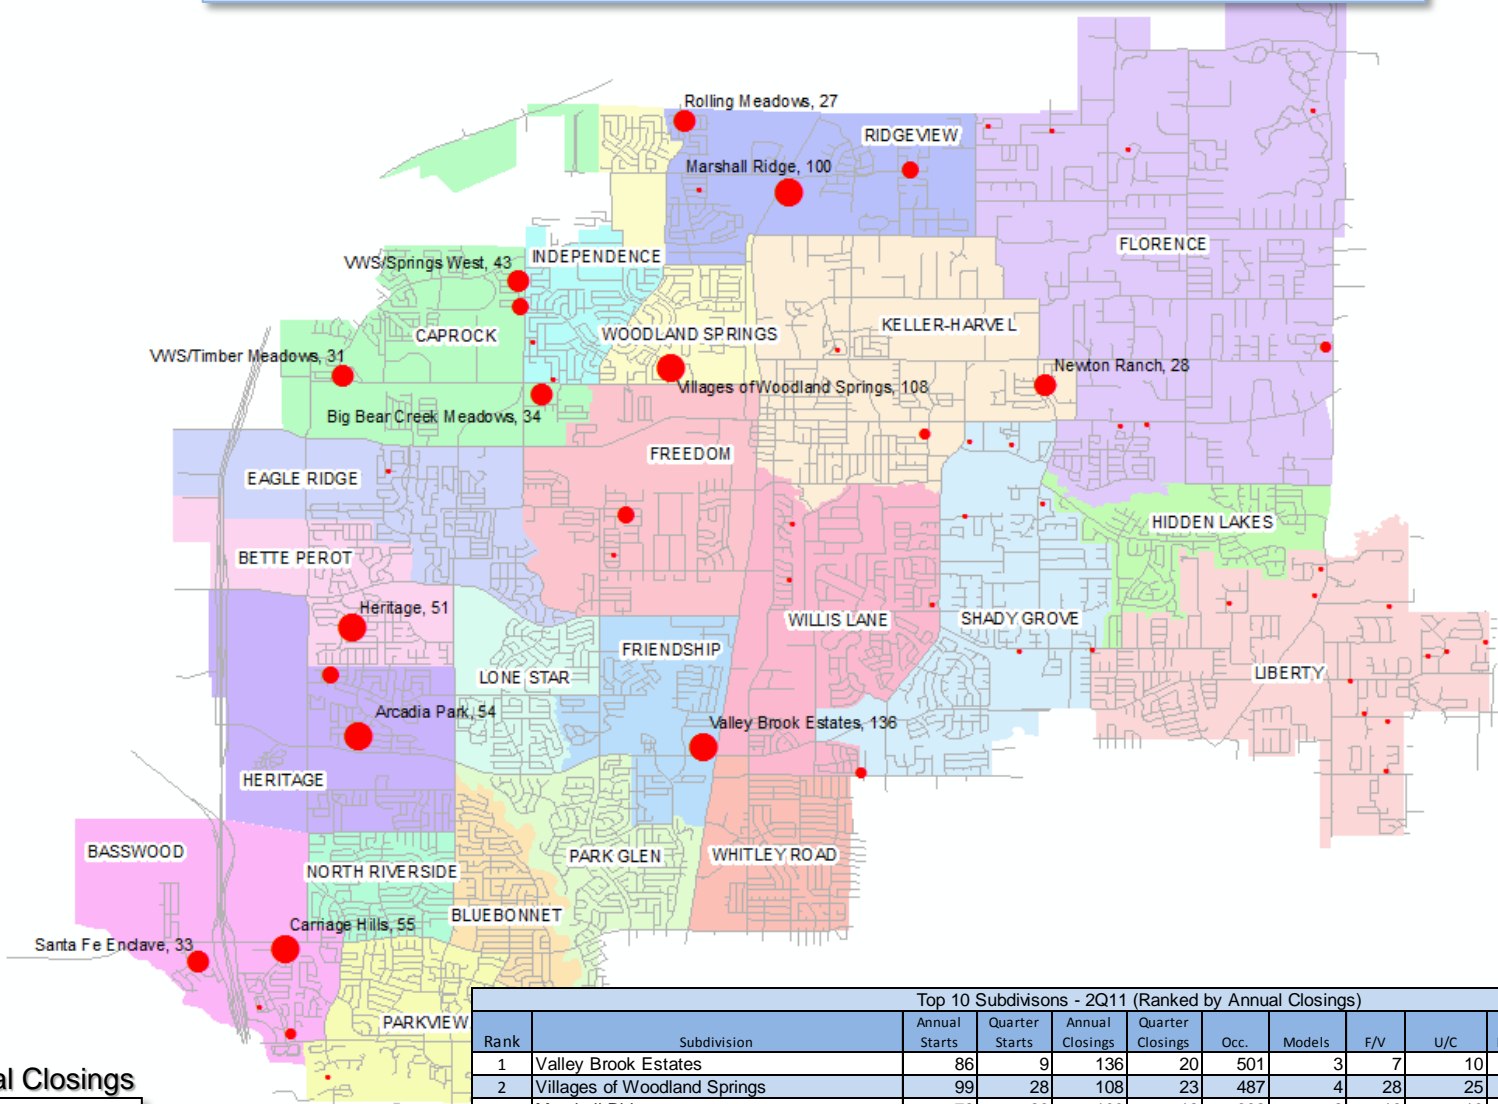 Rolling Meadows, 27
RIDGEVIEW
Marshall Ridge, 100
FLORENCE
INDEPENDENCE
VWS/Springs West, 43
KELLER-HARVEL
WOODLAND SPRINGS
CAPROCK
VWS/Timber Meadows, 31
Newton Ranch, 28
Villages of Woodland Springs, 108
Big Bear Creek Meadows, 34
FREEDOM
EAGLE RIDGE
HIDDEN LAKES
BETTE PEROT
Heritage, 51
WILLIS LANE
SHADY GROVE
FRIENDSHIP
LIBERTY
LONE STAR
Arcadia Park, 54
Valley Brook Estates, 136
HERITAGE
BASSWOOD
PARK GLEN
WHITLEY ROAD
NORTH RIVERSIDE
BLUEBONNET
Carriage Hills, 55
Santa Fe Enclave, 33
PARKVIEW
al Closings
Top 10 Subdivisons - 2Q11 (Ranked by Annual Closings)
Rank Subdivision Annual Starts Quarter Starts Annual Closings Quarter Closings Occ. Models F/V U/C
1 Valley Brook Estates 86 9 136 20 501 3 7 10
2 Villages of Woodland Springs 99 28 108 23 487 4 28 25